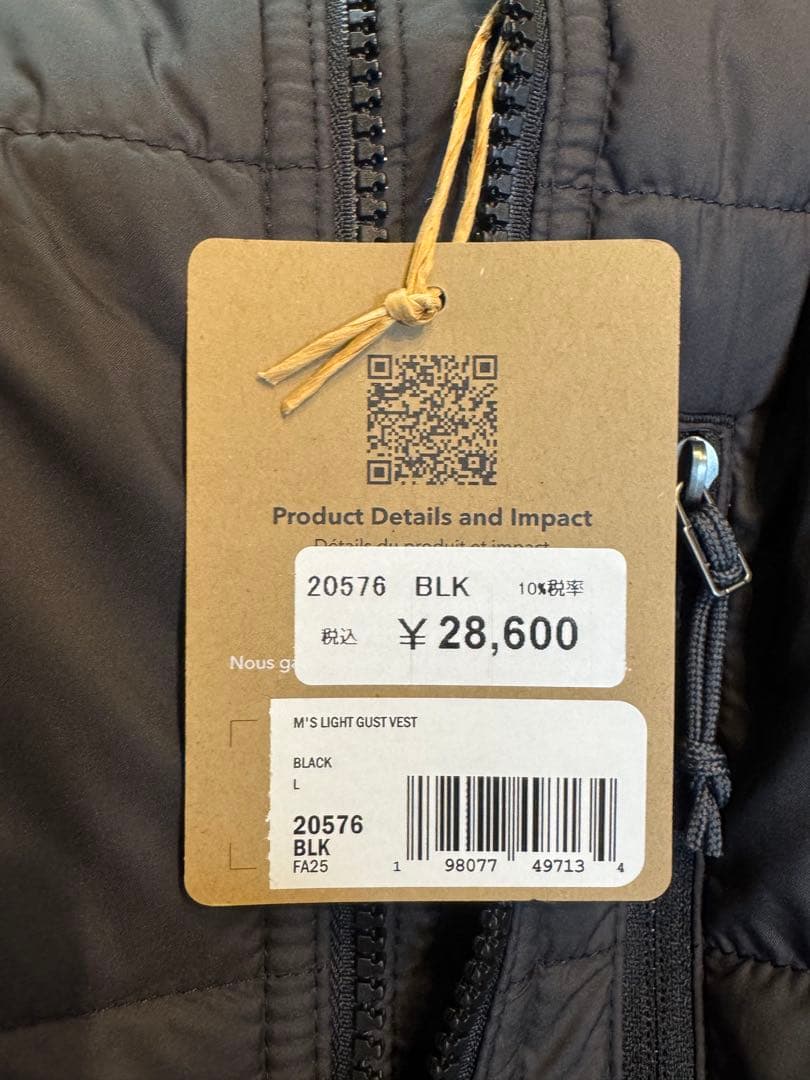 Product Details and Impact
Détails du produit et impact
20576 BLK 10%税率
税込 ¥28,600
Nous
M'S LIGHT GUST VEST
BLACK
L
20576
BLK
FA25
1 98077 49713 4